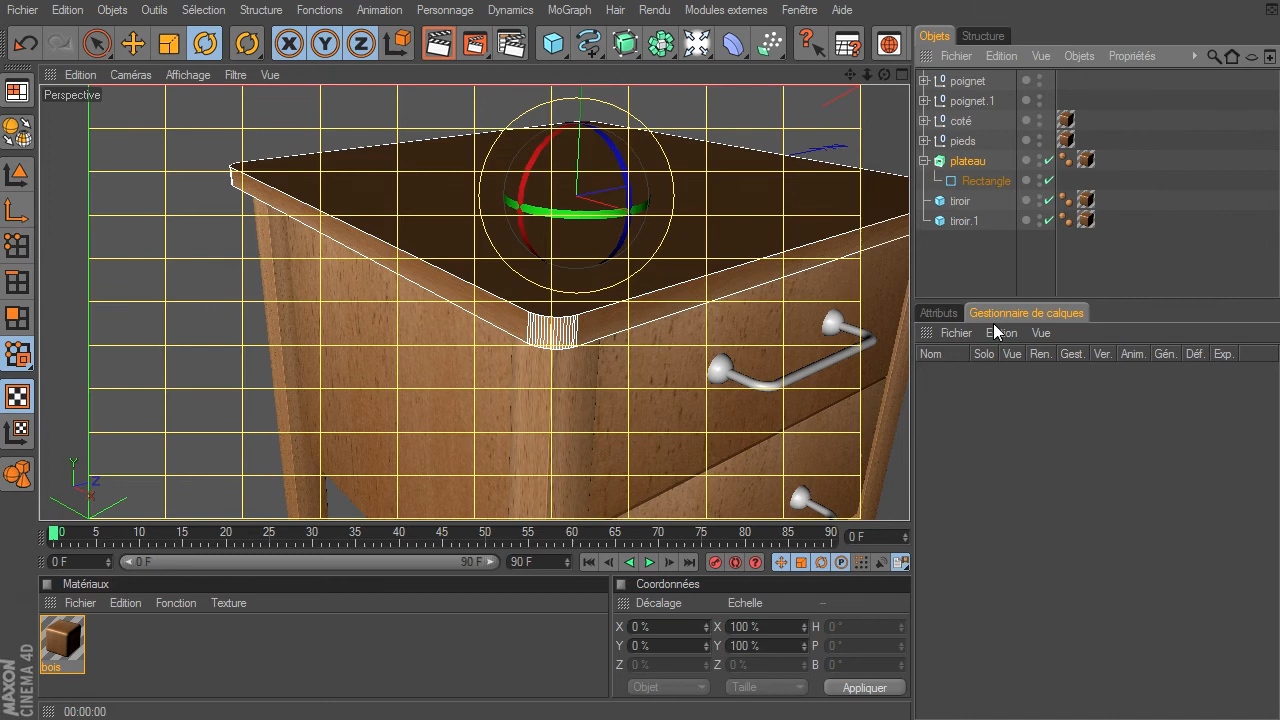 Fichier Edition Objets Outils Sélection Structure Fonctions Animation Personnage Dynamics MoGraph Hair Rendu Modules externes Fenêtre Aide
Objets Structure
Edition Caméras Affichage Filtre Vue
Fichier Edition Vue Objets Propriétés
Perspective
poignet
poignet.1
coté
pieds
plateau
Rectangle
tiroir
tiroir.1
Attributs Gestionnaire de calques
Fichier Edition Vue
Nom Solo Vue Ren. Gest. Ver. Anim. Gén. Déf. Exp.
Y
Z
X
0 5 10 15 20 25 30 35 40 45 50 55 60 65 70 75 80 85 90 0 F
0 F 0 F 90 F 90 F
Matériaux Coordonnées
Fichier Edition Fonction Texture Décalage Echelle --
X 0 % X 100 % H 0 °
Y 0 % Y 100 % P 0 °
Z 0 % Z 0 % B 0 °
bois
Objet Taille Appliquer
MAXON
CINEMA 4D
00:00:00